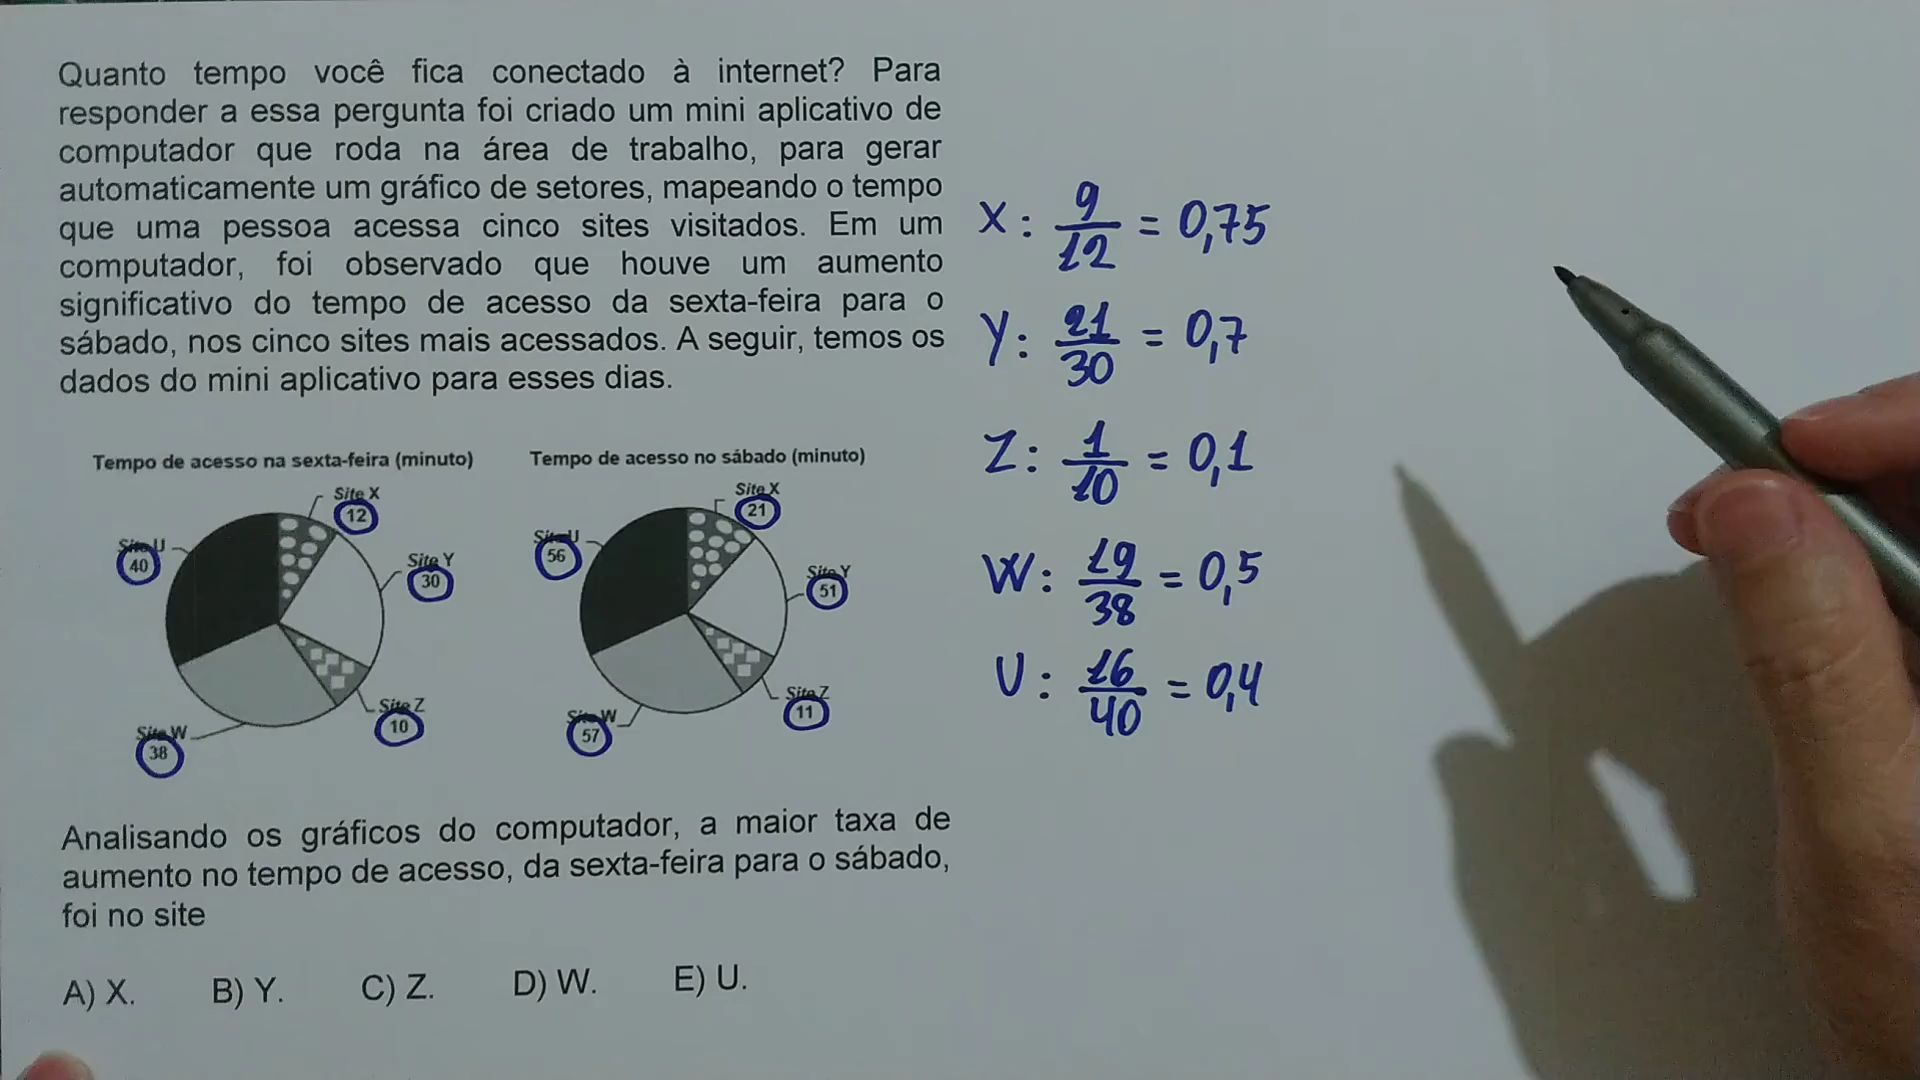 Quanto tempo você fica conectado à internet? Para
responder a essa pergunta foi criado um mini aplicativo de
computador que roda na área de trabalho, para gerar
automaticamente um gráfico de setores, mapeando o tempo
que uma pessoa acessa cinco sites visitados. Em um
computador, foi observado que houve um aumento
significativo do tempo de acesso da sexta-feira para o
sábado, nos cinco sites mais acessados. A seguir, temos os
dados do mini aplicativo para esses dias.
Tempo de acesso na sexta-feira (minuto)
Site X
12
Site U
40
Site Y
30
Site Z
10
Site W
38
Tempo de acesso no sábado (minuto)
Site X
21
Site U
56
Site Y
51
Site Z
11
Site W
57
Analisando os gráficos do computador, a maior taxa de
aumento no tempo de acesso, da sexta-feira para o sábado,
foi no site
A) X. B) Y. C) Z. D) W. E) U.
X: 9/12 = 0,75
Y: 21/30 = 0,7
Z: 1/10 = 0,1
W: 19/38 = 0,5
U: 16/40 = 0,4